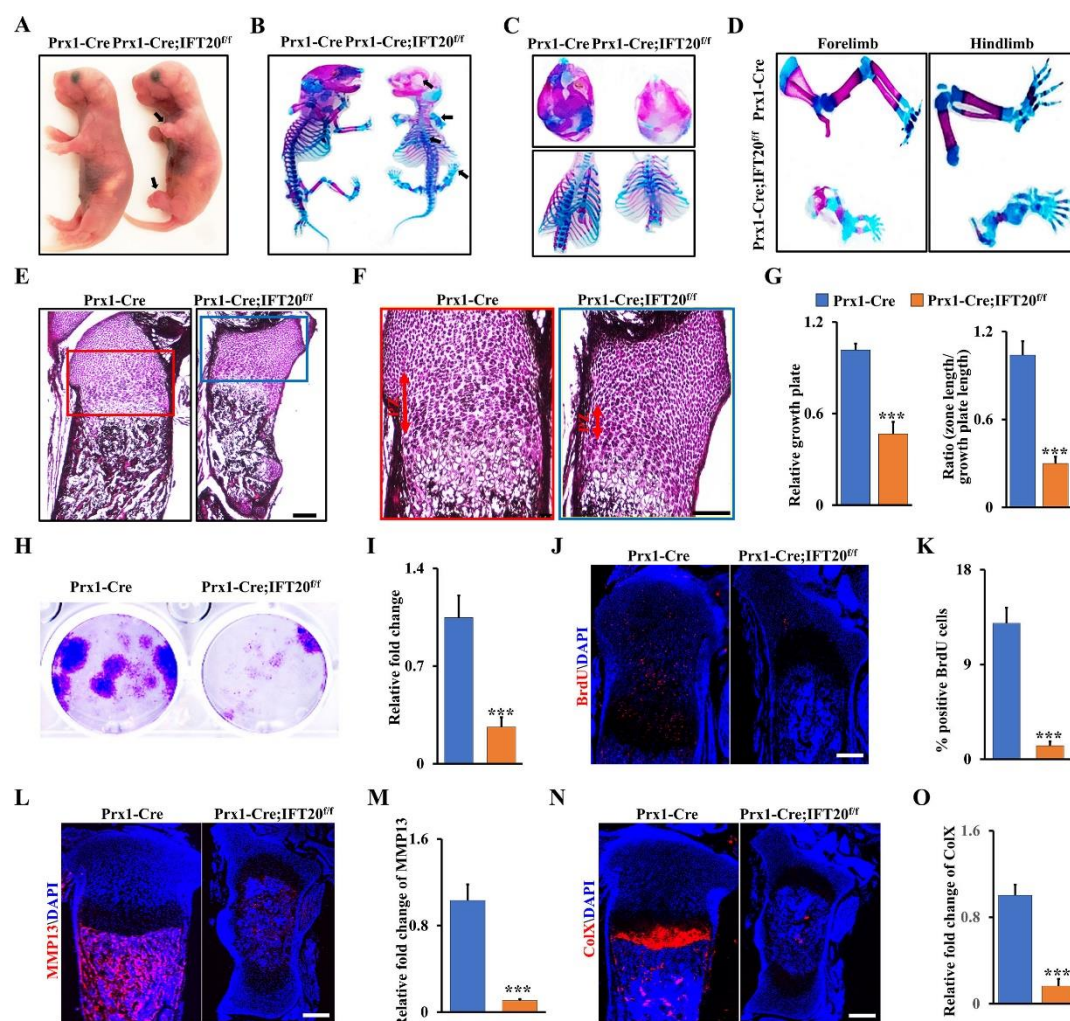 A
Prx1-Cre Prx1-Cre;IFT20f/f
B
Prx1-Cre Prx1-Cre;IFT20f/f
C
Prx1-Cre Prx1-Cre;IFT20f/f
D
Forelimb Hindlimb
Prx1-Cre
Prx1-Cre;IFT20f/f
E
Prx1-Cre Prx1-Cre;IFT20f/f
F
Prx1-Cre Prx1-Cre;IFT20f/f
PZ
G
Prx1-Cre Prx1-Cre;IFT20f/f
Relative growth plate
1.2
0.6
0
***
Ratio (zone length/
growth plate length)
1.2
0.6
0
***
H
Prx1-Cre Prx1-Cre;IFT20f/f
I
Relative fold change
1.4
0.7
0
***
J
Prx1-Cre Prx1-Cre;IFT20f/f
BrdU\DAPI
K
% positive BrdU cells
18
9
0
***
L
Prx1-Cre Prx1-Cre;IFT20f/f
MMP13\DAPI
M
Relative fold change of MMP13
1.6
0.8
0
***
N
Prx1-Cre Prx1-Cre;IFT20f/f
ColX\DAPI
O
Relative fold change of ColX
1.6
0.8
0
***